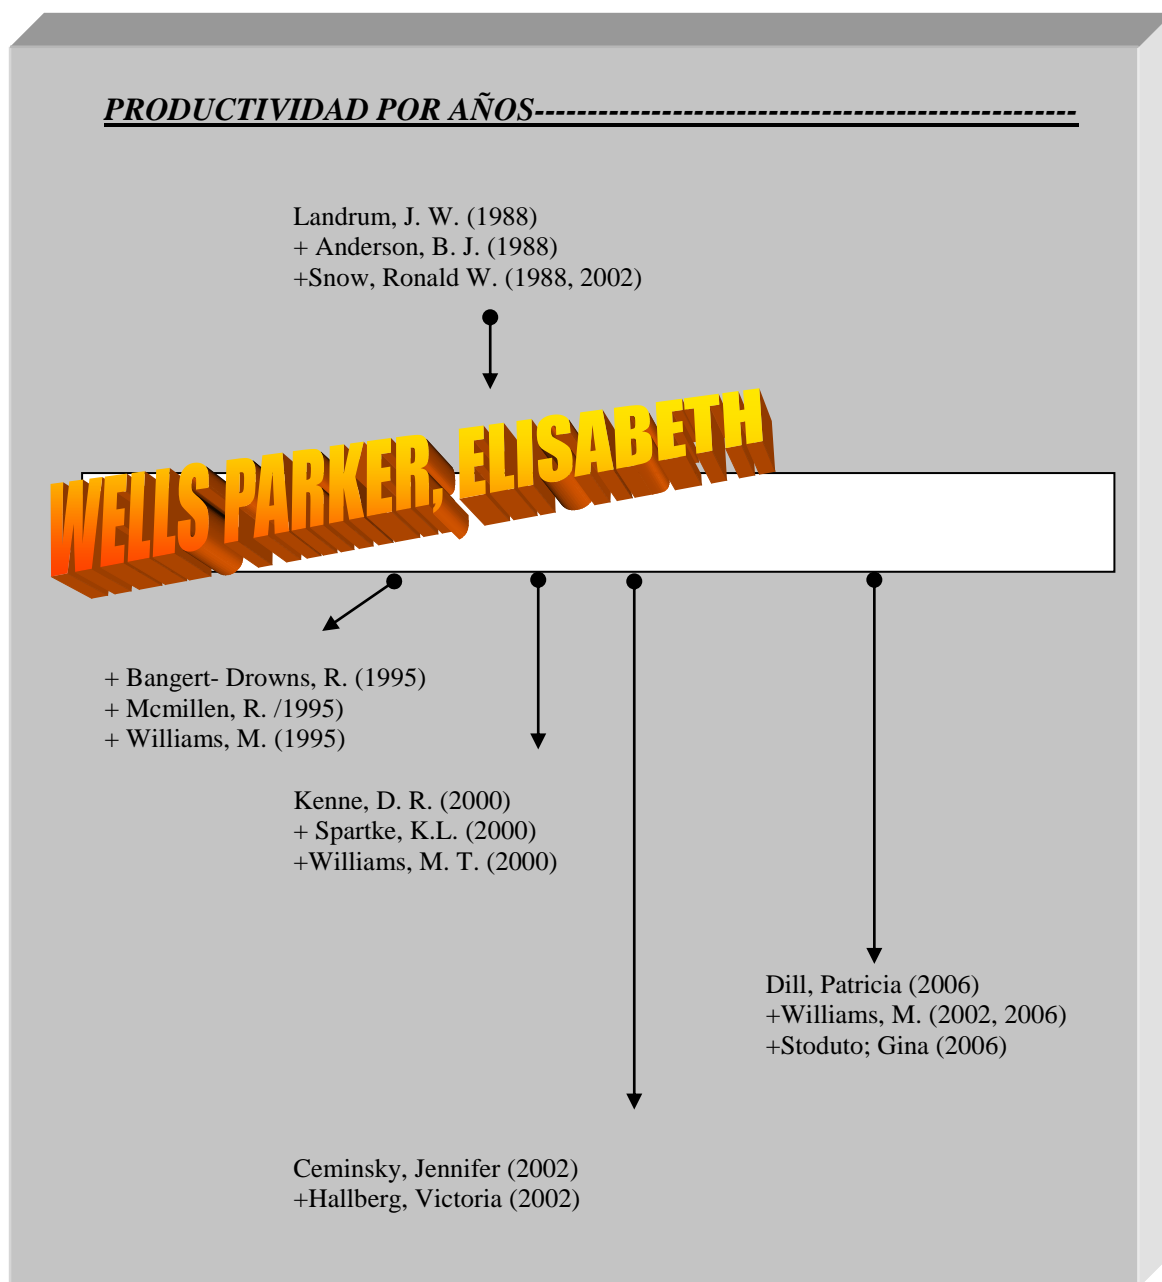 PRODUCTIVIDAD POR AÑOS---------------------------------------------------
Landrum, J. W. (1988)
+ Anderson, B. J. (1988)
+Snow, Ronald W. (1988, 2002)
WELLS PARKER, ELISABETH
+ Bangert- Drowns, R. (1995)
+ Mcmillen, R. /1995)
+ Williams, M. (1995)
Kenne, D. R. (2000)
+ Spartke, K.L. (2000)
+Williams, M. T. (2000)
Dill, Patricia (2006)
+Williams, M. (2002, 2006)
+Stoduto; Gina (2006)
Ceminsky, Jennifer (2002)
+Hallberg, Victoria (2002)